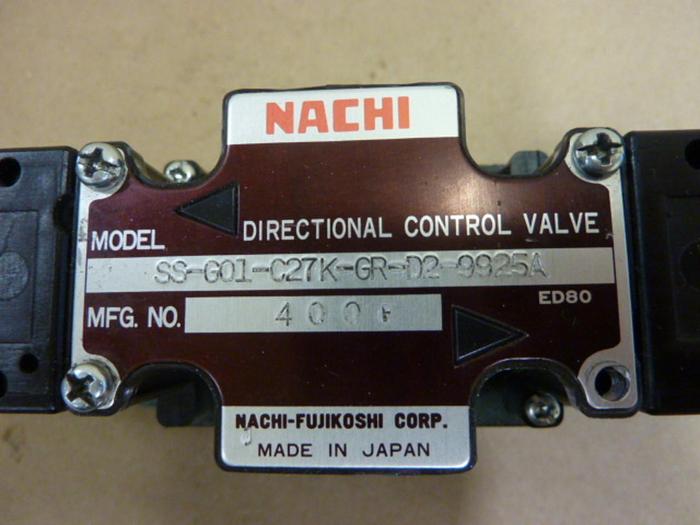 NACHI
DIRECTIONAL CONTROL VALVE
MODEL
SS-G01-C27K-GR-D2-9925A
ED80
MFG. NO.
NACHI-FUJIKOSHI CORP.
MADE IN JAPAN